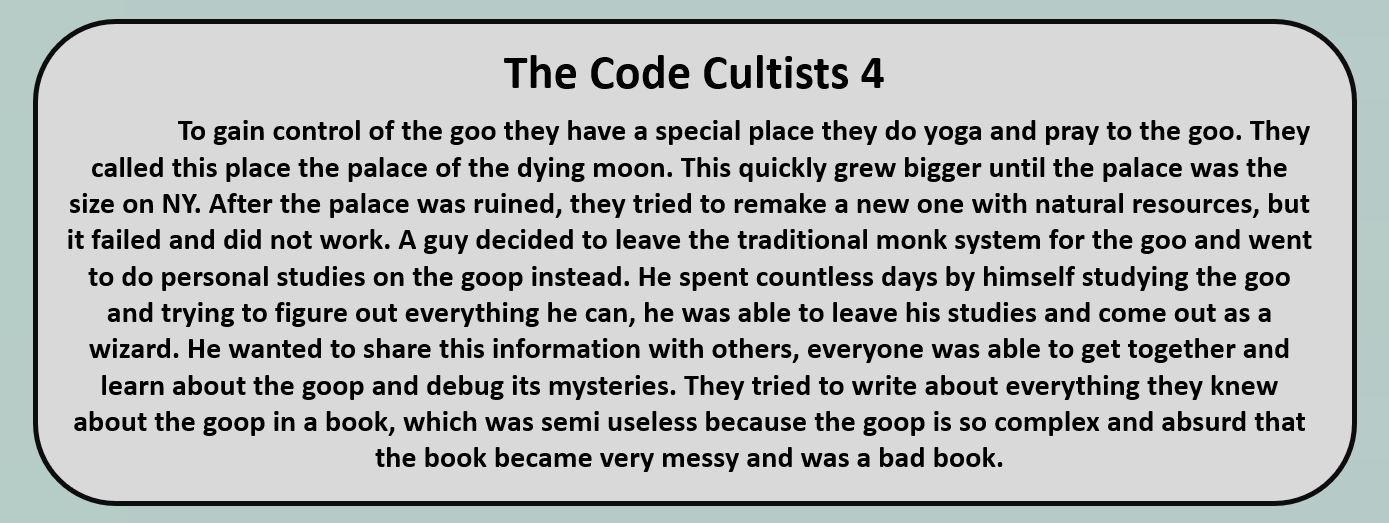 The Code Cultists 4
To gain control of the goo they have a special place they do yoga and pray to the goo. They
called this place the palace of the dying moon. This quickly grew bigger until the palace was the
size on NY. After the palace was ruined, they tried to remake a new one with natural resources, but
it failed and did not work. A guy decided to leave the traditional monk system for the goo and went
to do personal studies on the goop instead. He spent countless days by himself studying the goo
and trying to figure out everything he can, he was able to leave his studies and come out as a
wizard. He wanted to share this information with others, everyone was able to get together and
learn about the goop and debug its mysteries. They tried to write about everything they knew
about the goop in a book, which was semi useless because the goop is so complex and absurd that
the book became very messy and was a bad book.